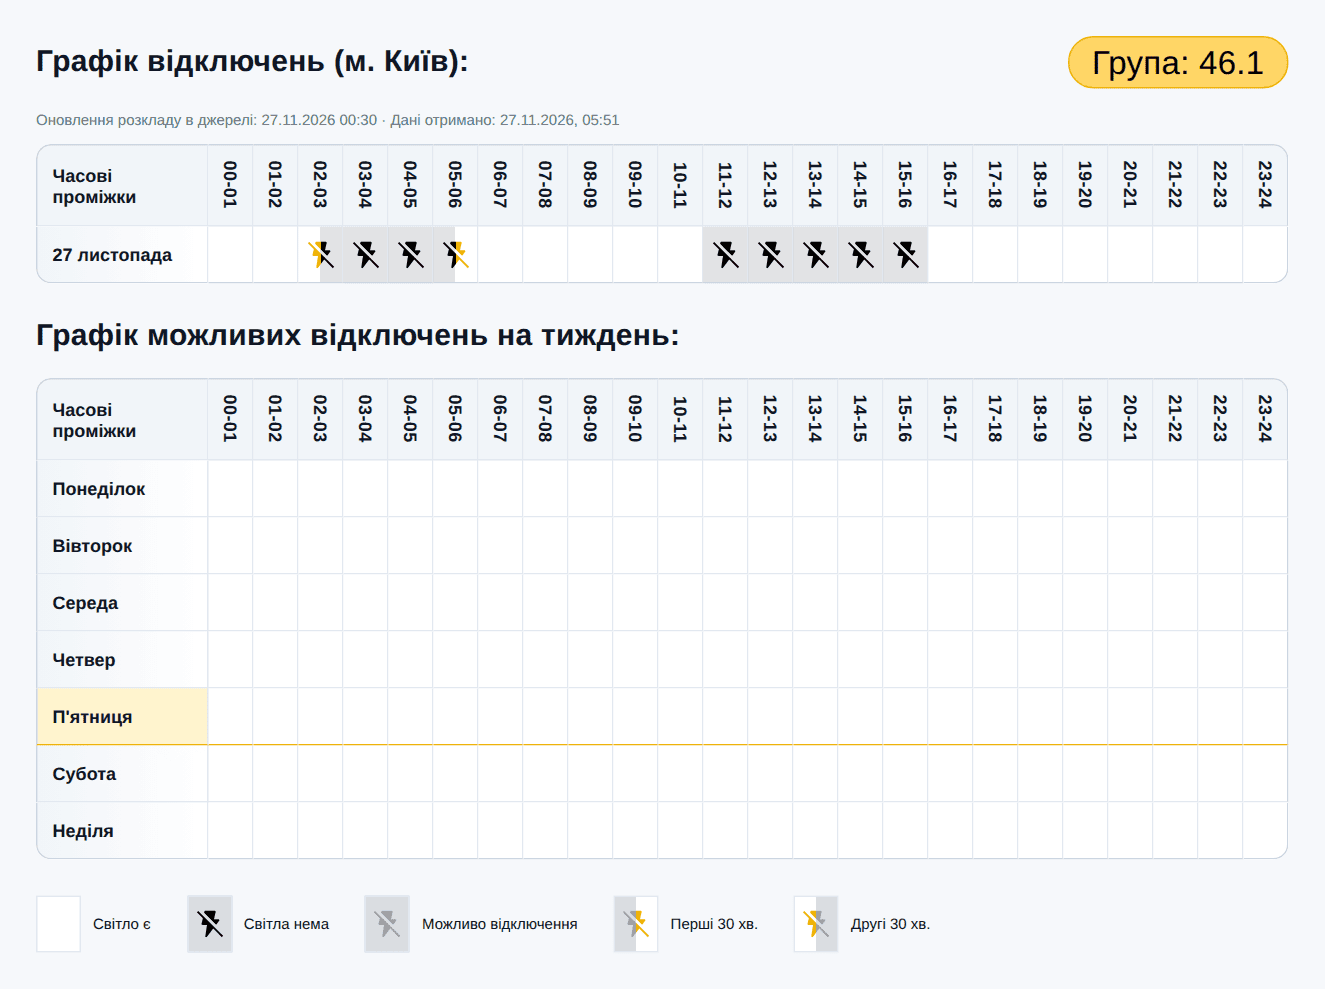 Графік відключень (м. Київ):
Група: 46.1
Оновлення розкладу в джерелі: 27.11.2026 00:30 · Дані отримано: 27.11.2026, 05:51
Часові проміжки 00-01 01-02 02-03 03-04 04-05 05-06 06-07 07-08 08-09 09-10 10-11 11-12 12-13 13-14 14-15 15-16 16-17 17-18 18-19 19-20 20-21 21-22 22-23 23-24
27 листопада
Графік можливих відключень на тиждень:
Часові проміжки 00-01 01-02 02-03 03-04 04-05 05-06 06-07 07-08 08-09 09-10 10-11 11-12 12-13 13-14 14-15 15-16 16-17 17-18 18-19 19-20 20-21 21-22 22-23 23-24
Понеділок
Вівторок
Середа
Четвер
П'ятниця
Субота
Неділя
Світло є Світла нема Можливо відключення Перші 30 хв. Другі 30 хв.